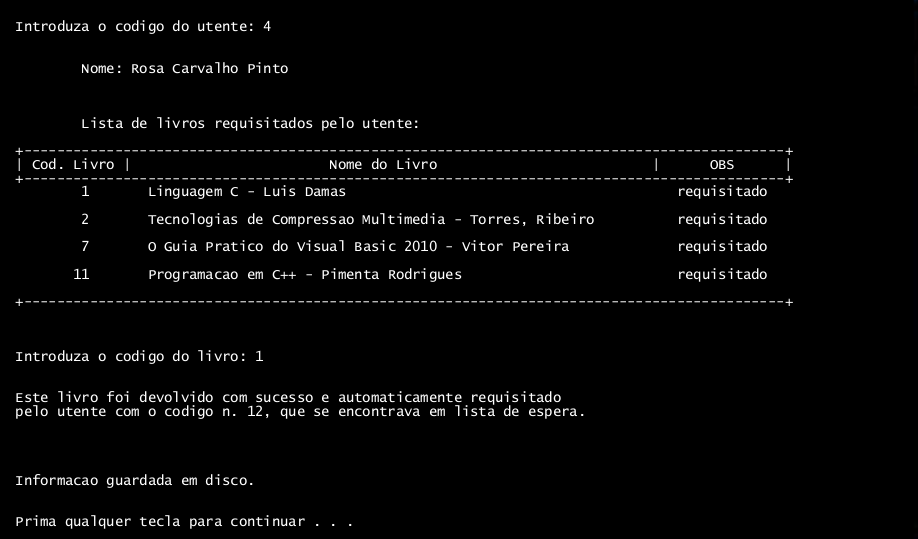 Introduza o codigo do utente: 4
Nome: Rosa Carvalho Pinto
Lista de livros requisitados pelo utente:
+--------------------------------------------------------------------------------------------+
| Cod. Livro | Nome do Livro | OBS |
+--------------------------------------------------------------------------------------------+
1 Linguagem C - Luis Damas requisitado
2 Tecnologias de Compressao Multimedia - Torres, Ribeiro requisitado
7 O Guia Pratico do Visual Basic 2010 - Vitor Pereira requisitado
11 Programacao em C++ - Pimenta Rodrigues requisitado
+--------------------------------------------------------------------------------------------+
Introduza o codigo do livro: 1
Este livro foi devolvido com sucesso e automaticamente requisitado
pelo utente com o codigo n. 12, que se encontrava em lista de espera.
Informacao guardada em disco.
Prima qualquer tecla para continuar . . .